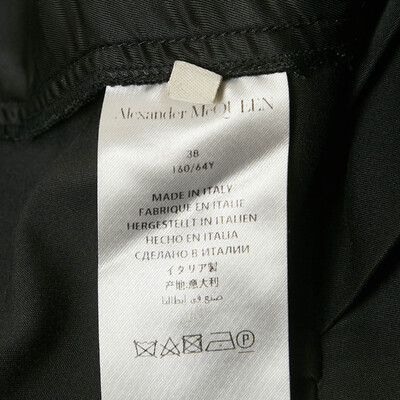 Alexander McQUEEN
38
160/64Y
MADE IN ITALY
FABRIQUE EN ITALIE
HERGESTELLT IN ITALIEN
HECHO EN ITALIA
СДЕЛАНО В ИТАЛИИ
イタリア製
产地:意大利
صنع في إيطاليا
P